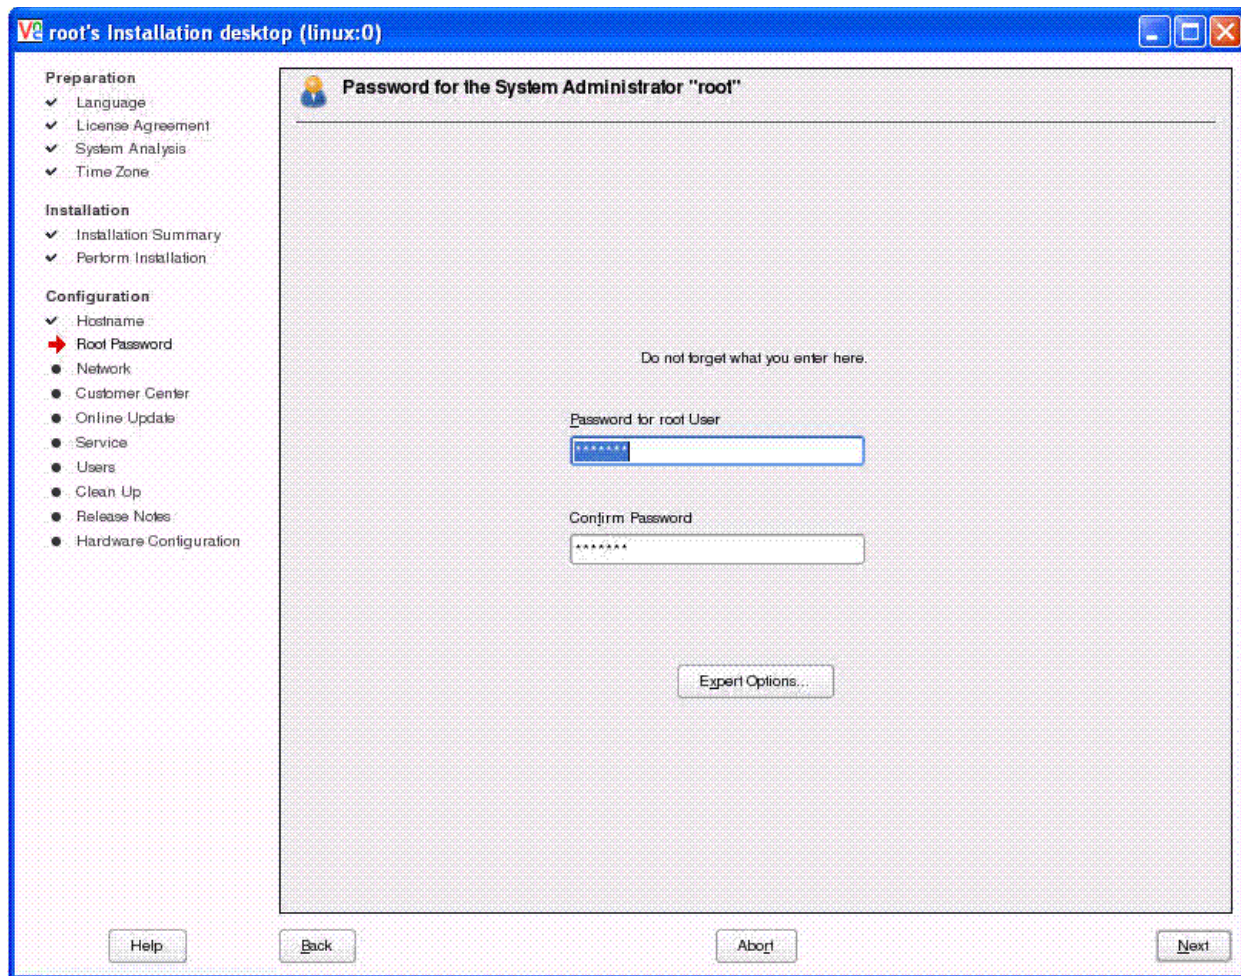 root's Installation desktop (linux:0)
Preparation
Language
License Agreement
System Analysis
Time Zone
Installation
Installation Summary
Perform Installation
Configuration
Hostname
Root Password
Network
Customer Center
Online Update
Service
Users
Clean Up
Release Notes
Hardware Configuration
Password for the System Administrator "root"
Do not forget what you enter here.
Password for root User
*******
Confirm Password
*******
Expert Options...
Help
Back
Abort
Next